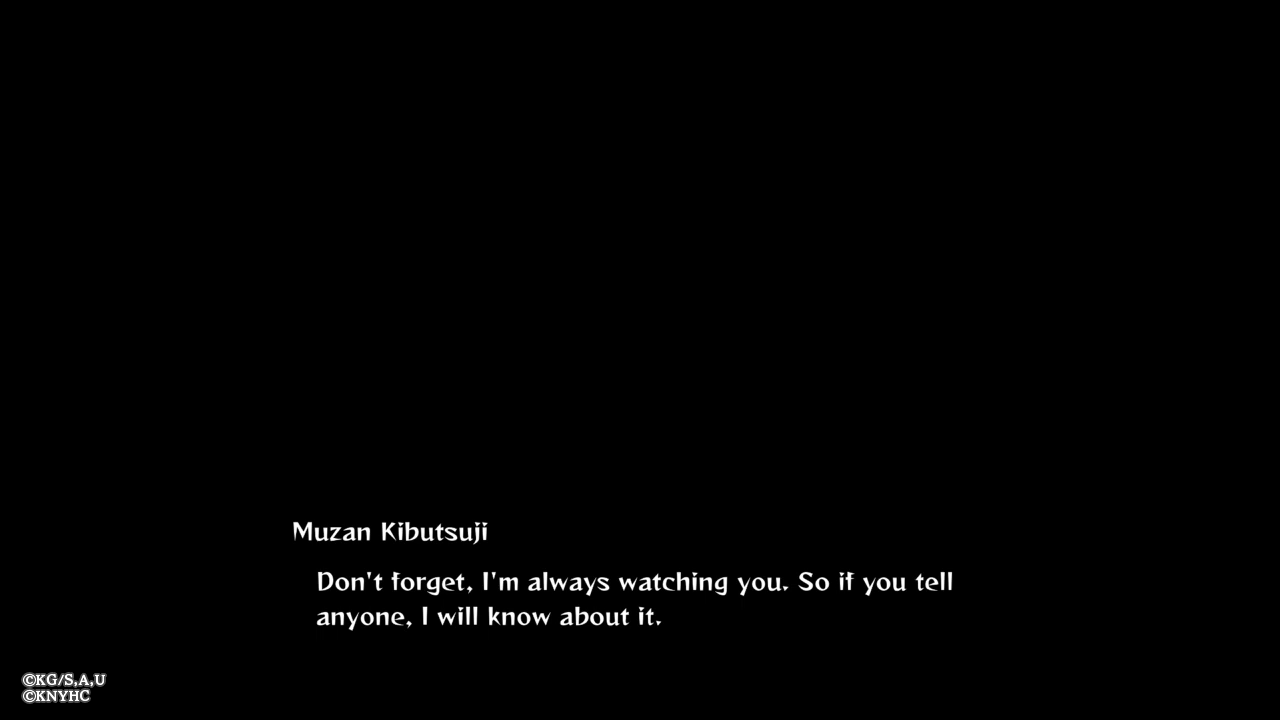 Muzan Kibutsuji
Don't forget, I'm always watching you. So if you tell
anyone, I will know about it.
©KG/S,A,U
©KNYHC